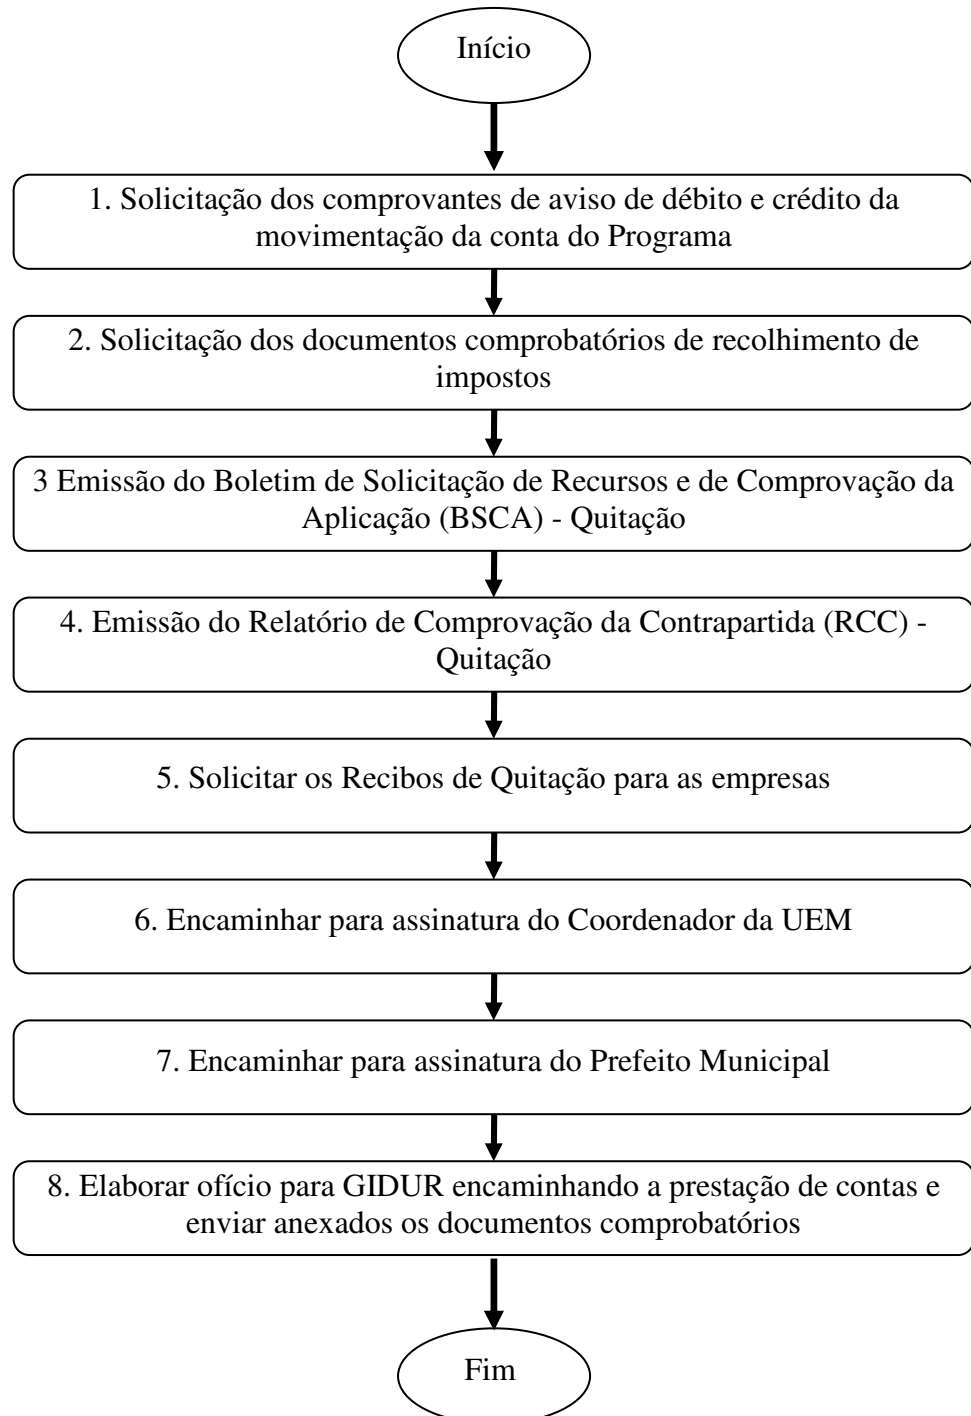 Início
1. Solicitação dos comprovantes de aviso de débito e crédito da
movimentação da conta do Programa
2. Solicitação dos documentos comprobatórios de recolhimento de
impostos
3 Emissão do Boletim de Solicitação de Recursos e de Comprovação da
Aplicação (BSCA) - Quitação
4. Emissão do Relatório de Comprovação da Contrapartida (RCC) -
Quitação
5. Solicitar os Recibos de Quitação para as empresas
6. Encaminhar para assinatura do Coordenador da UEM
7. Encaminhar para assinatura do Prefeito Municipal
8. Elaborar ofício para GIDUR encaminhando a prestação de contas e
enviar anexados os documentos comprobatórios
Fim